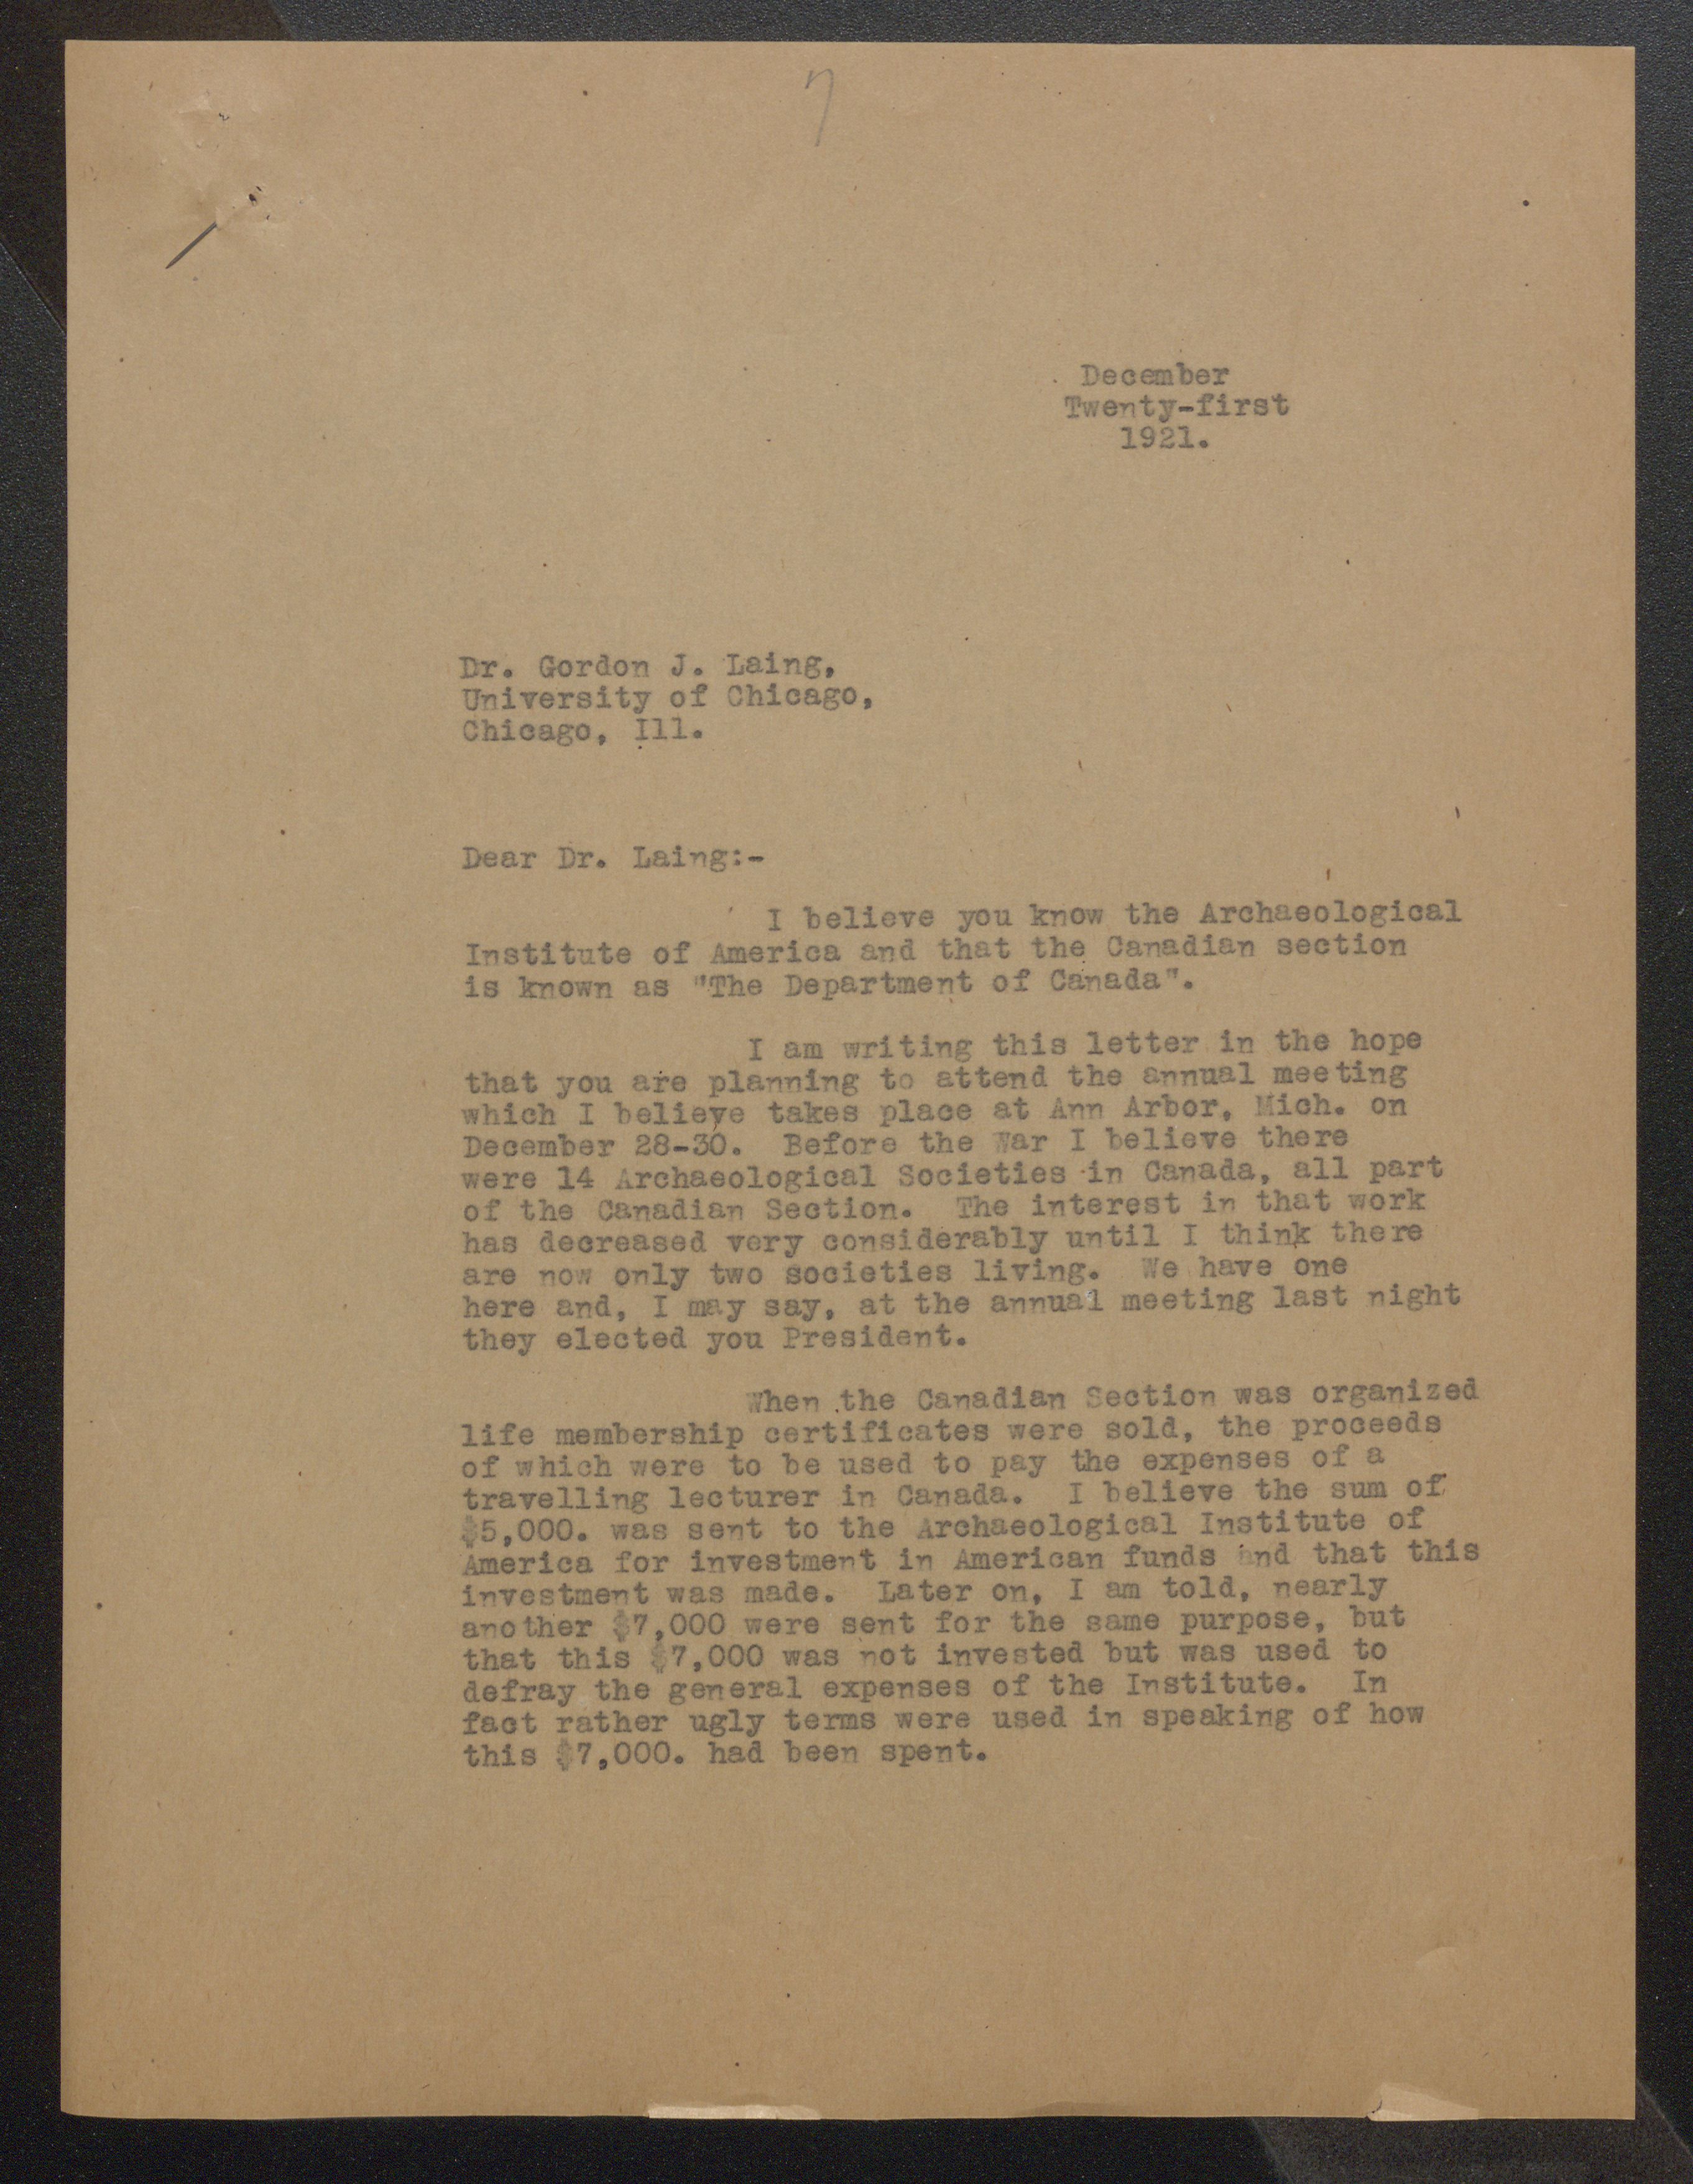 7
December
Twenty-first
1921.
Dr. Gordon J. Laing,
University of Chicago,
Chicago, Ill.
Dear Dr. Laing:-
I believe you know the Archaeological
Institute of America and that the Canadian section
is known as "The Department of Canada".
I am writing this letter in the hope
that you are planning to attend the annual meeting
which I believe takes place at Ann Arbor, Mich. on
December 28-30. Before the War I believe there
were 14 Archaeological Societies in Canada, all part
of the Canadian Section. The interest in that work
has decreased very considerably until I think there
are now only two societies living. We have one
here and, I may say, at the annual meeting last night
they elected you President.
When the Canadian Section was organized
life membership certificates were sold, the proceeds
of which were to be used to pay the expenses of a
travelling lecturer in Canada. I believe the sum of
$5,000. was sent to the Archaeological Institute of
America for investment in American funds and that this
investment was made. Later on, I am told, nearly
another $7,000 were sent for the same purpose, but
that this $7,000 was not invested but was used to
defray the general expenses of the Institute. In
fact rather ugly terms were used in speaking of how
this $7,000. had been spent.